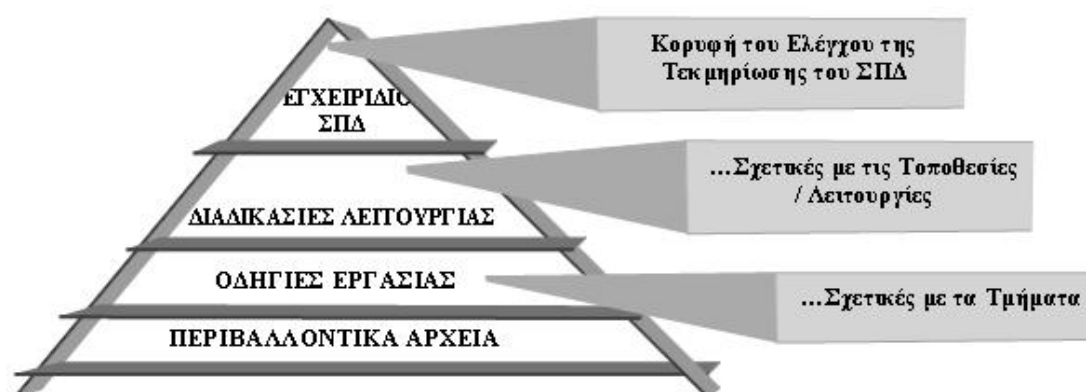 Κορυφή του Ελέγχου της
Τεκμηρίωσης του ΣΠΔ
ΕΓΧΕΙΡΙΔΙΟ
ΣΠΔ
...Σχετικές με τις Τοποθεσίες
/ Λειτουργίες
ΔΙΑΔΙΚΑΣΙΕΣ ΛΕΙΤΟΥΡΓΙΑΣ
ΟΔΗΓΙΕΣ ΕΡΓΑΣΙΑΣ
...Σχετικές με τα Τμήματα
ΠΕΡΙΒΑΛΛΟΝΤΙΚΑ ΑΡΧΕΙΑ